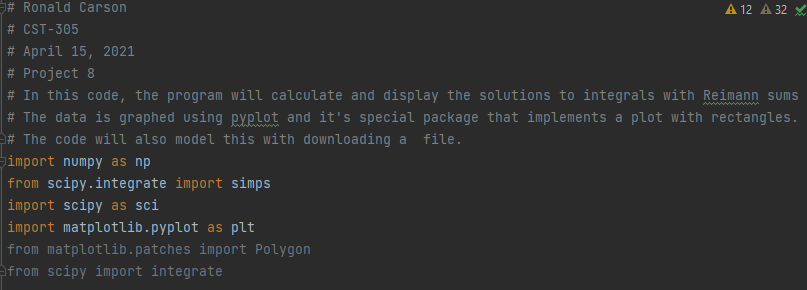 # Ronald Carson
12 32
# CST-305
# April 15, 2021
# Project 8
# In this code, the program will calculate and display the solutions to integrals with Reimann sums
# The data is graphed using pyplot and it's special package that implements a plot with rectangles.
# The code will also model this with downloading a  file.
import numpy as np
from scipy.integrate import simps
import scipy as sci
import matplotlib.pyplot as plt
from matplotlib.patches import Polygon
from scipy import integrate